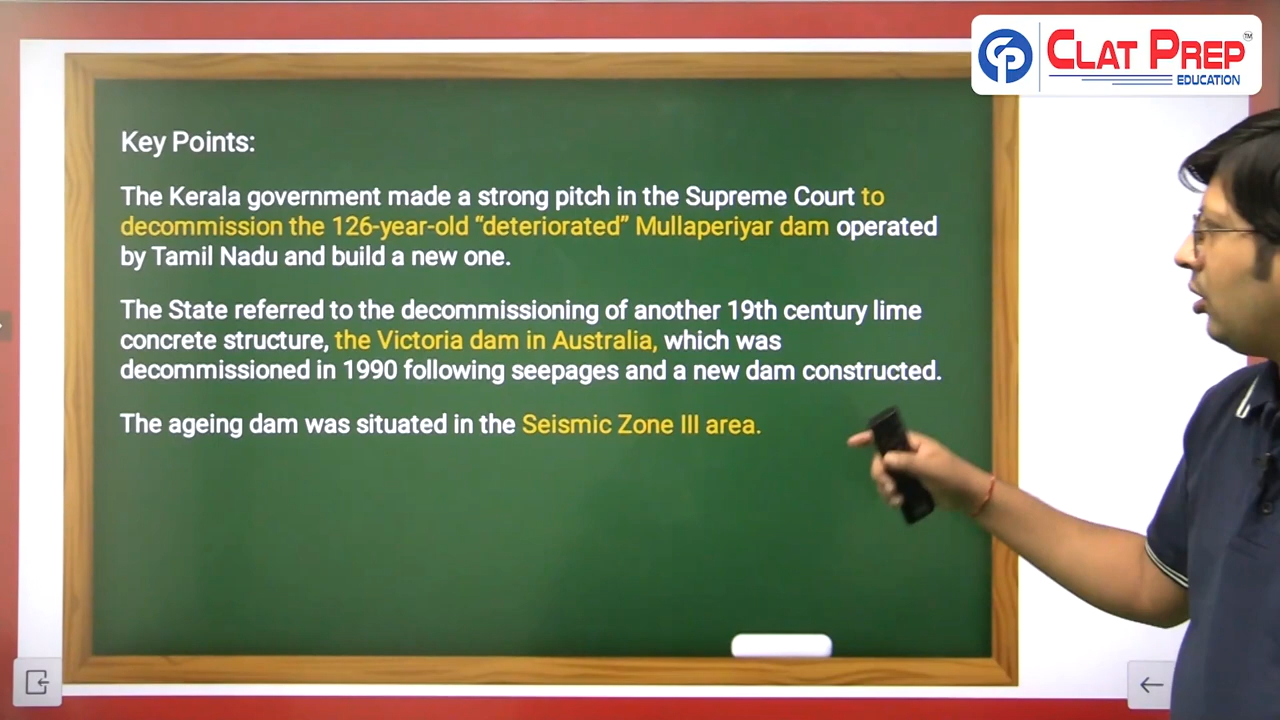 CLAT PREP
TM
EDUCATION
Key Points:
The Kerala government made a strong pitch in the Supreme Court to
decommission the 126-year-old “deteriorated” Mullaperiyar dam operated
by Tamil Nadu and build a new one.
The State referred to the decommissioning of another 19th century lime
concrete structure, the Victoria dam in Australia, which was
decommissioned in 1990 following seepages and a new dam constructed.
The ageing dam was situated in the Seismic Zone III area.